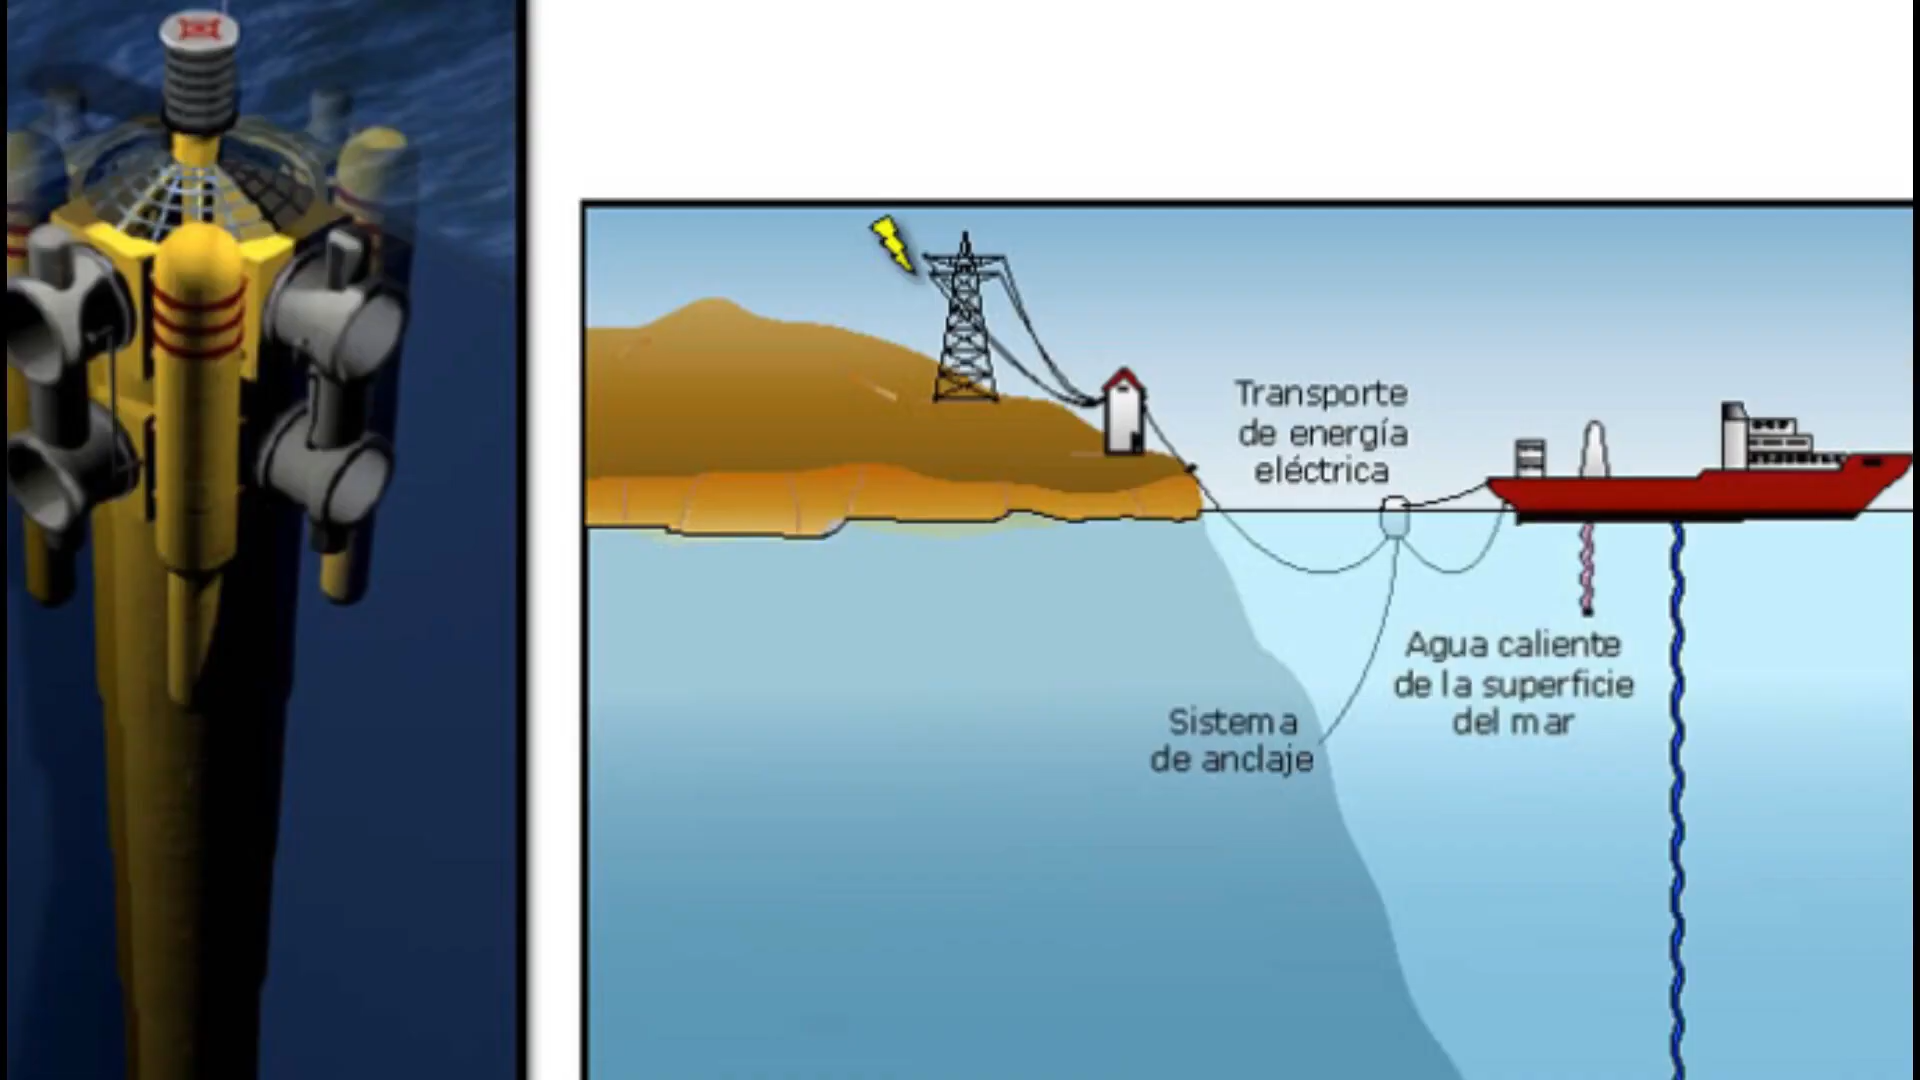 Transporte
de energía
eléctrica
Agua caliente
de la superficie
del mar
Sistema
de anclaje